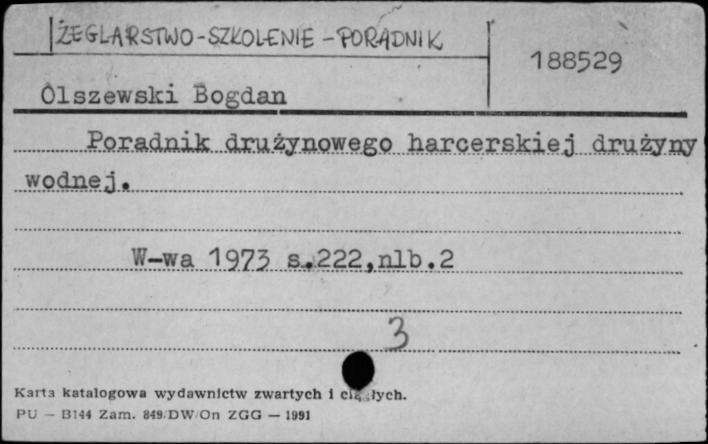 ŻEGLARSTWO-SZKOLENIE-PORADNIK
188529
Olszewski Bogdan
Poradnik drużynowego harcerskiej drużyny
wodnej.
W-wa 1973 s.222,nlb.2
3
Karta katalogowa wydawnictw zwartych i
PU — B144 Zam. 849/DW/On ZGG — 1991